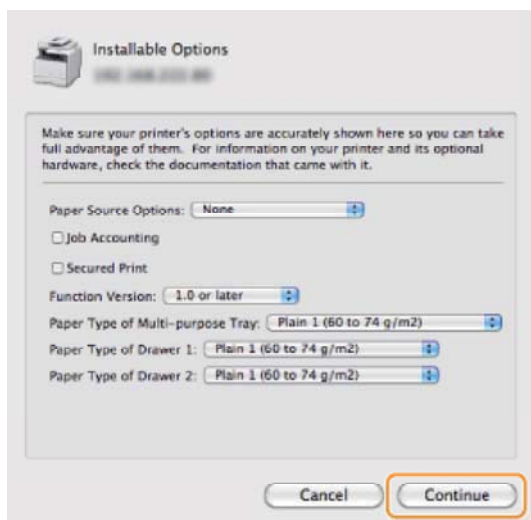 Installable Options
Make sure your printer's options are accurately shown here so you can take
full advantage of them. For information on your printer and its optional
hardware, check the documentation that came with it.
Paper Source Options: None
Job Accounting
Secured Print
Function Version: 1.0 or later
Paper Type of Multi-purpose Tray: Plain 1 (60 to 74 g/m2)
Paper Type of Drawer 1: Plain 1 (60 to 74 g/m2)
Paper Type of Drawer 2: Plain 1 (60 to 74 g/m2)
Cancel Continue